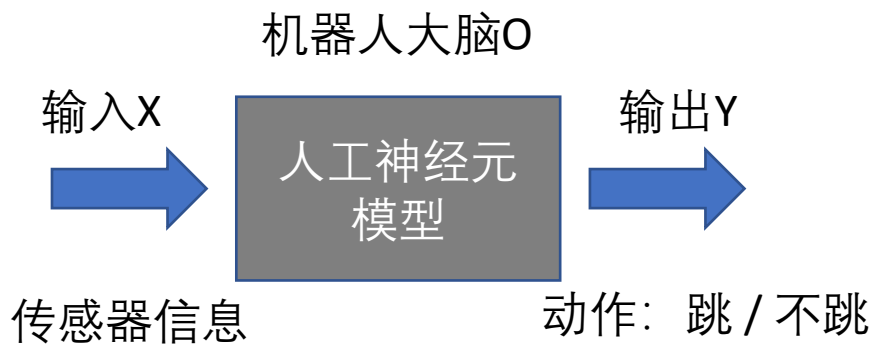 机器人大脑O
输入X
输出Y
人工神经元
模型
传感器信息
动作：跳 / 不跳